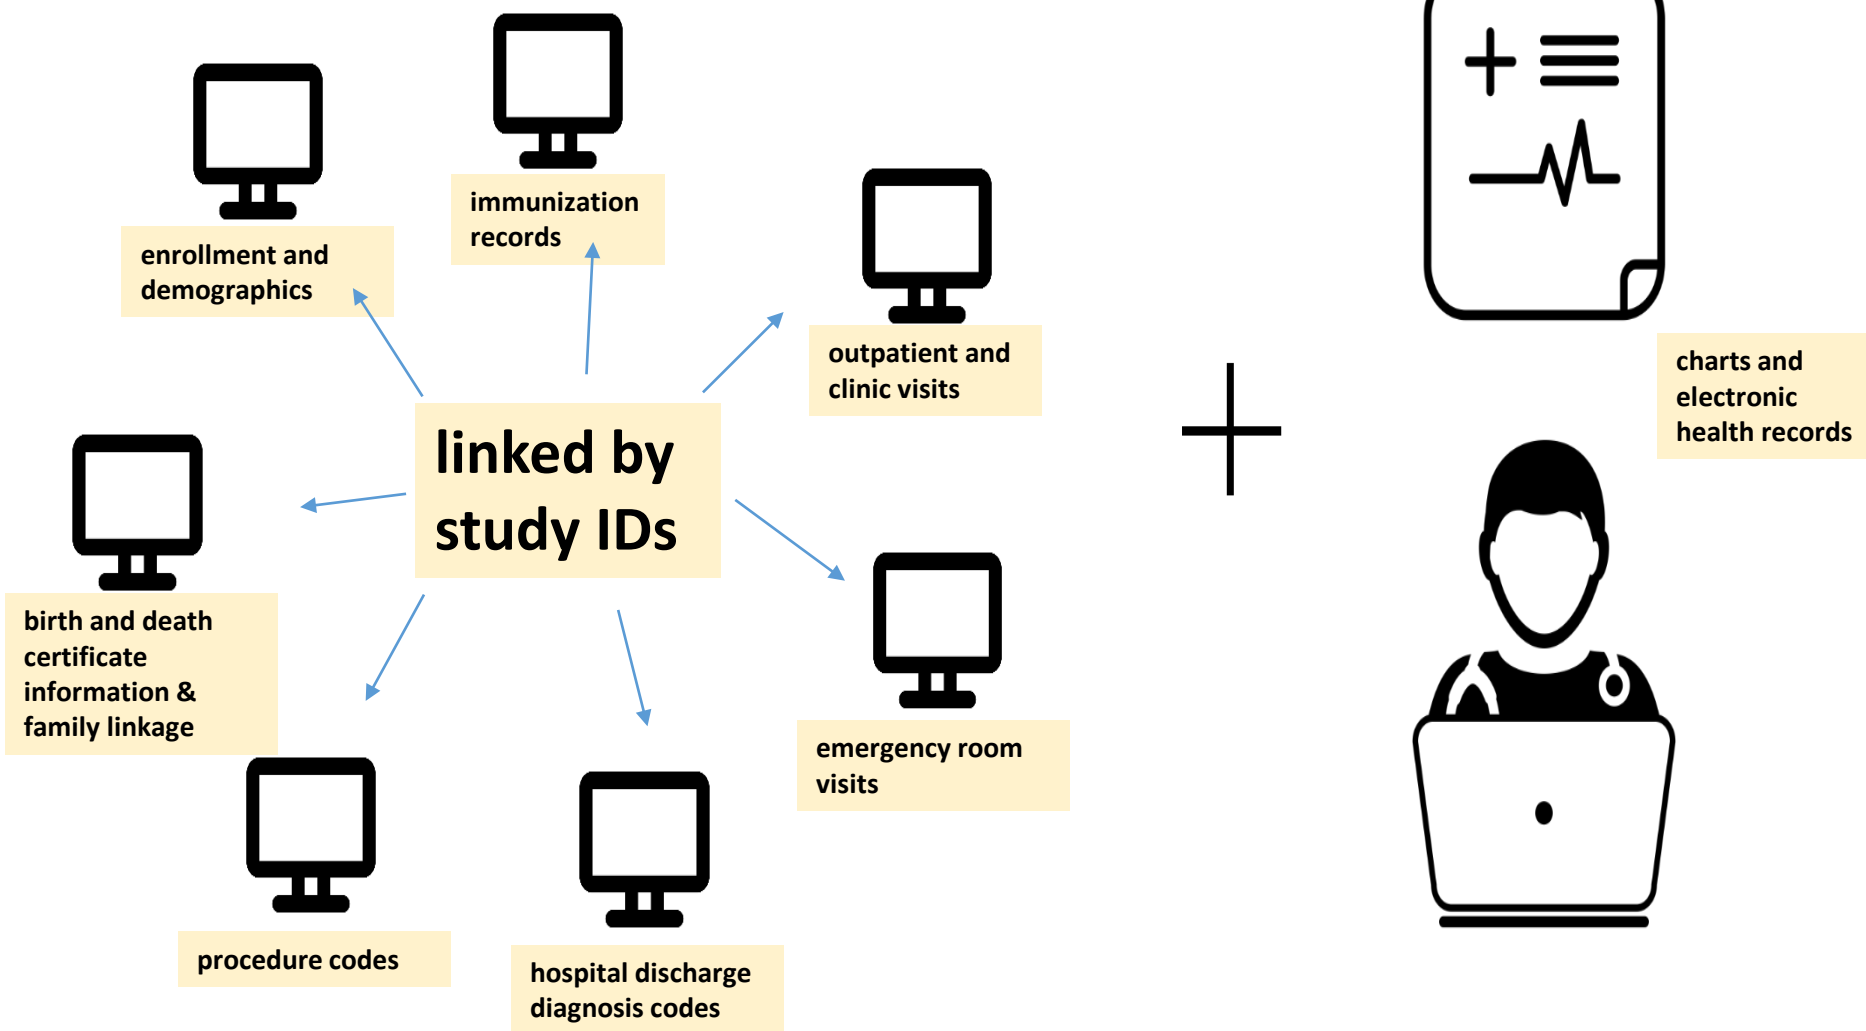 immunization
records
enrollment and
demographics
outpatient and
clinic visits
charts and
electronic
health records
linked by
study IDs
birth and death
certificate
information &
family linkage
emergency room
visits
procedure codes
hospital discharge
diagnosis codes